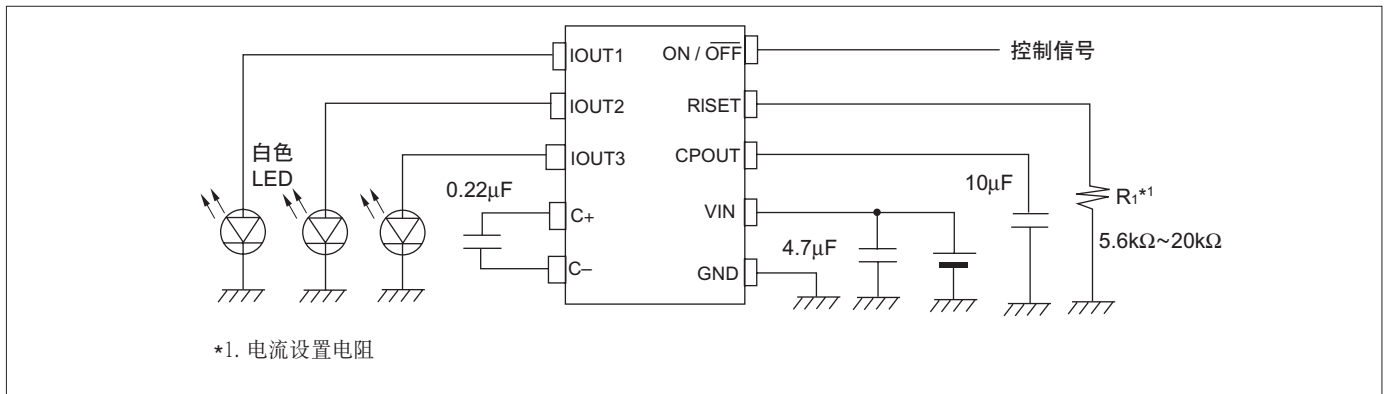 IOUT1
ON / OFF
控制信号
IOUT2
RISET
白色
LED
IOUT3
CPOUT
0.22μF
10μF
R1*1
C+
VIN
4.7μF
5.6kΩ~20kΩ
C–
GND
*1. 电流设置电阻